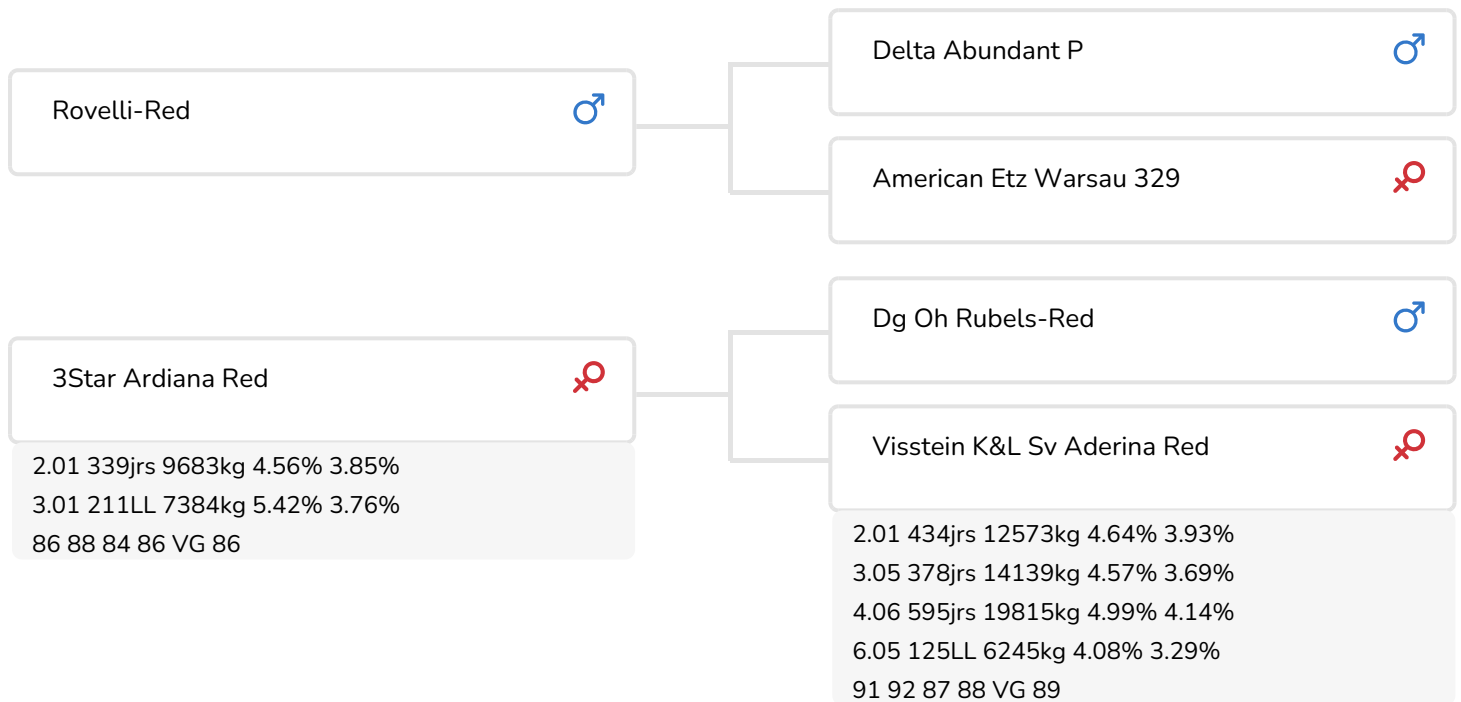 Rovelli-Red
Delta Abundant P
American Etz Warsau 329
3Star Ardiana Red
2.01 339jrs 9683kg 4.56% 3.85%
3.01 211LL 7384kg 5.42% 3.76%
86 88 84 86 VG 86
Dg Oh Rubels-Red
Visstein K&L Sv Aderina Red
2.01 434jrs 12573kg 4.64% 3.93%
3.05 378jrs 14139kg 4.57% 3.69%
4.06 595jrs 19815kg 4.99% 4.14%
6.05 125LL 6245kg 4.08% 3.29%
91 92 87 88 VG 89